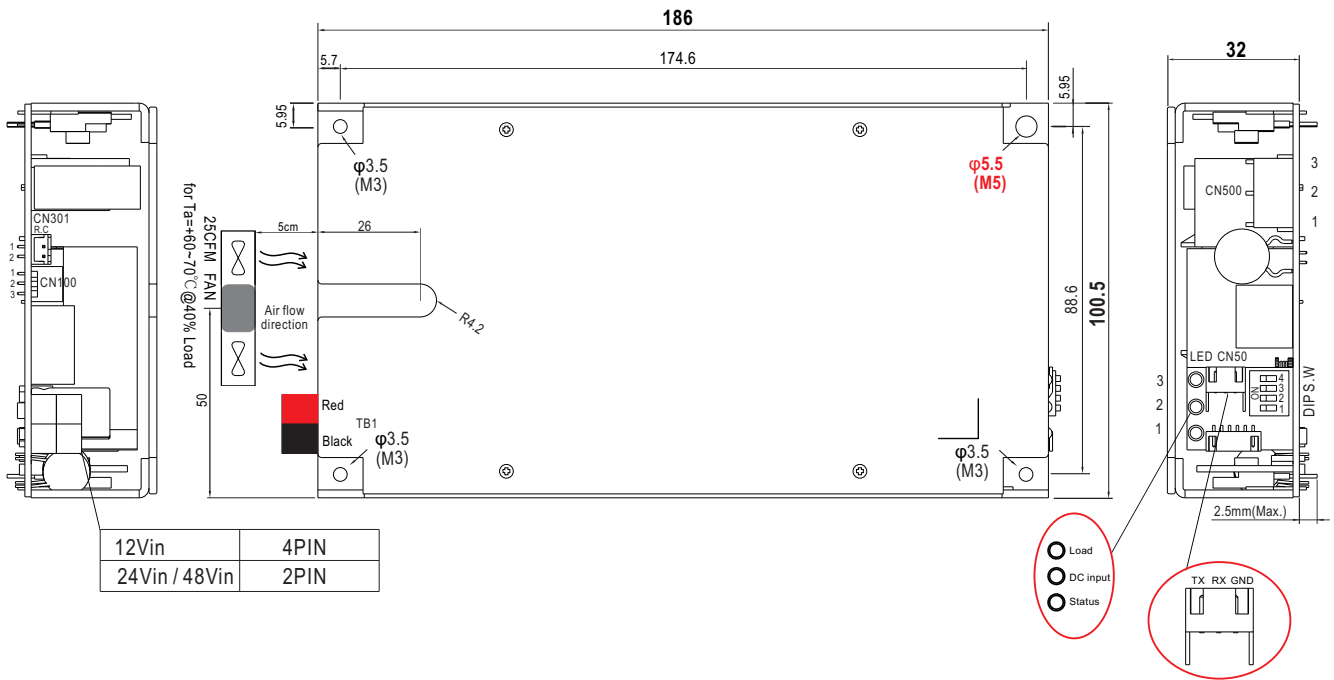 186
174.6
5.7
5.95
5.95
32
φ3.5
(M3)
φ5.5
(M5)
CN301
R.C
1
2
CN100
1
2
3
for Ta=+60~70℃@40% Load
25CFM FAN
5cm
26
Air flow
direction
R4.2
50
88.6
100.5
Red
Black
TB1
φ3.5
(M3)
φ3.5
(M3)
CN500
3
2
1
LED CN50
3
2
1
ON
4
3
2
1
DIP S.W
2.5mm(Max.)
12Vin 4PIN
24Vin / 48Vin 2PIN
Load
DC input
Status
TX RX GND